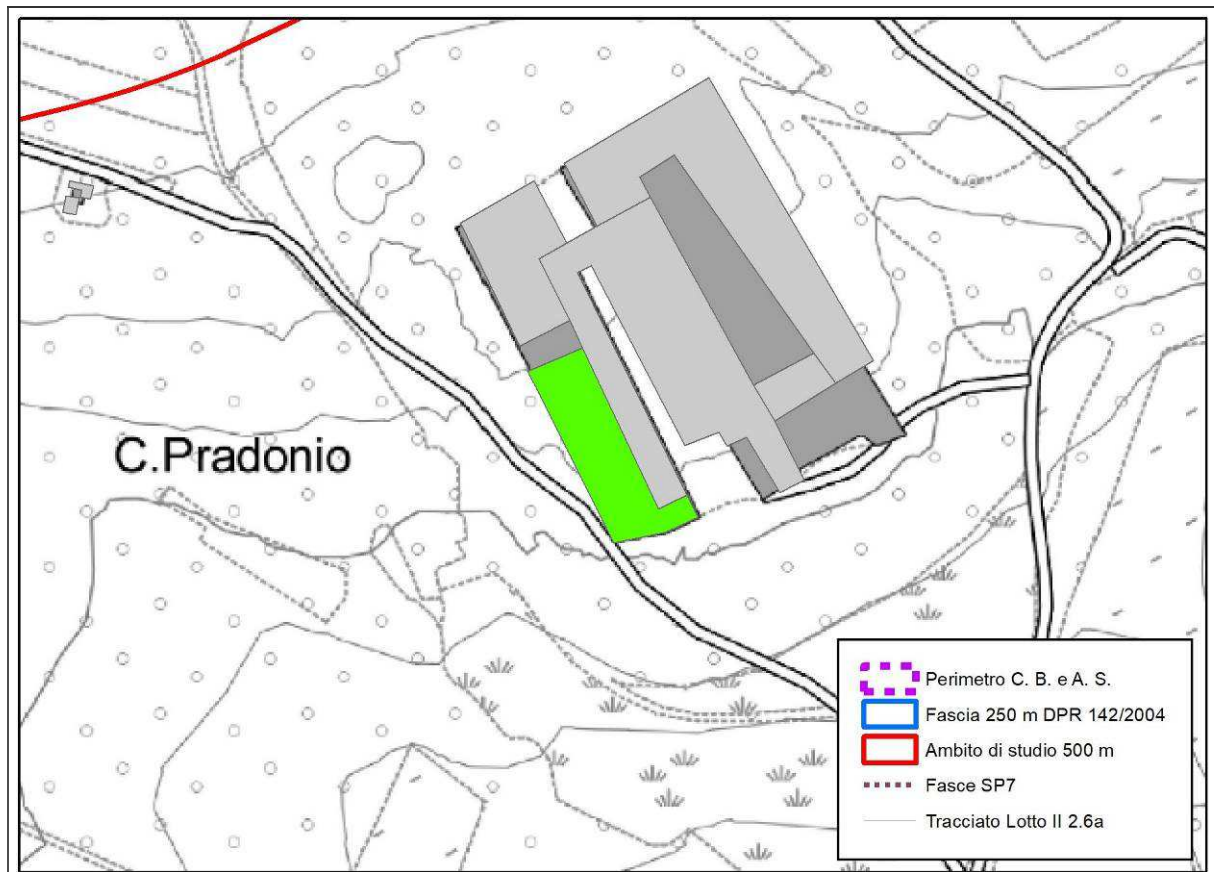 C.Pradonio
Perimetro C. B. e A. S.
Fascia 250 m DPR 142/2004
Ambito di studio 500 m
Fasce SP7
Tracciato Lotto II 2.6a